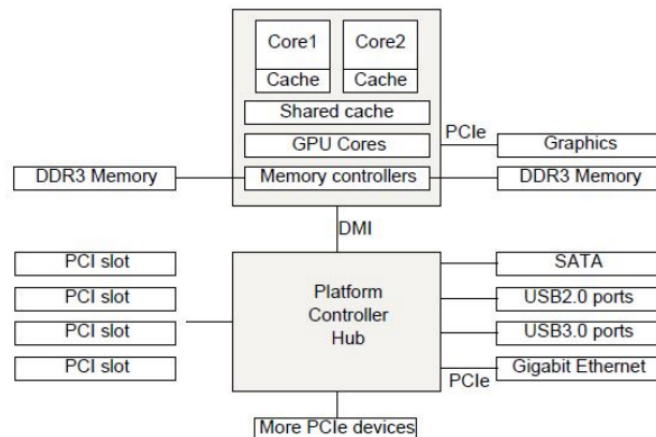 Core1 Core2
Cache Cache
Shared cache
PCIe
GPU Cores Graphics
DDR3 Memory Memory controllers DDR3 Memory
DMI
PCI slot SATA
PCI slot Platform USB2.0 ports
Controller
PCI slot Hub USB3.0 ports
PCI slot Gigabit Ethernet
PCIe
More PCIe devices